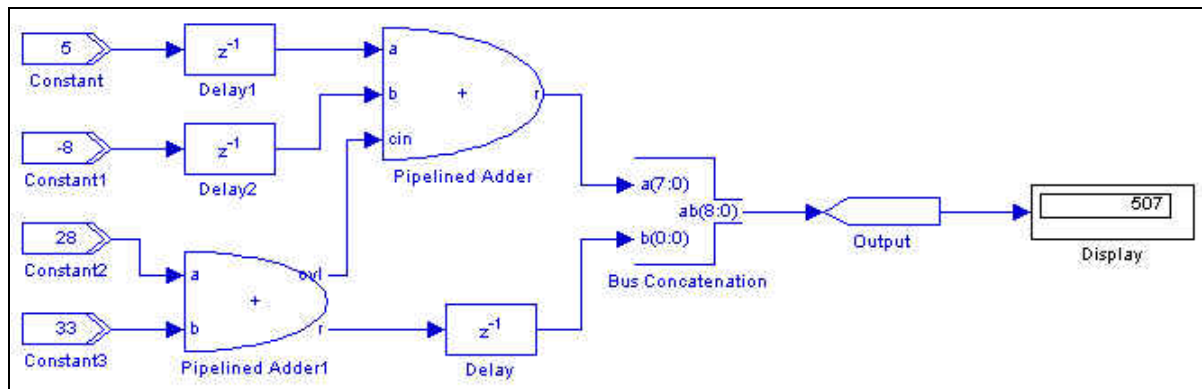 5
Constant
z⁻¹
Delay1
a
b
cin
+
r
Pipelined Adder
-8
Constant1
z⁻¹
Delay2
28
Constant2
33
Constant3
a
b
+
ovl
r
Pipelined Adder1
z⁻¹
Delay
a(7:0)
ab(8:0)
b(0:0)
Bus Concatenation
Output
507
Display